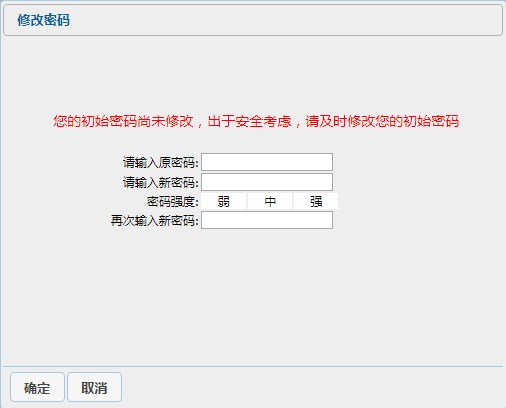 修改密码
您的初始密码尚未修改，出于安全考虑，请及时修改您的初始密码
请输入原密码:
请输入新密码:
密码强度: 弱 中 强
再次输入新密码:
确定 取消